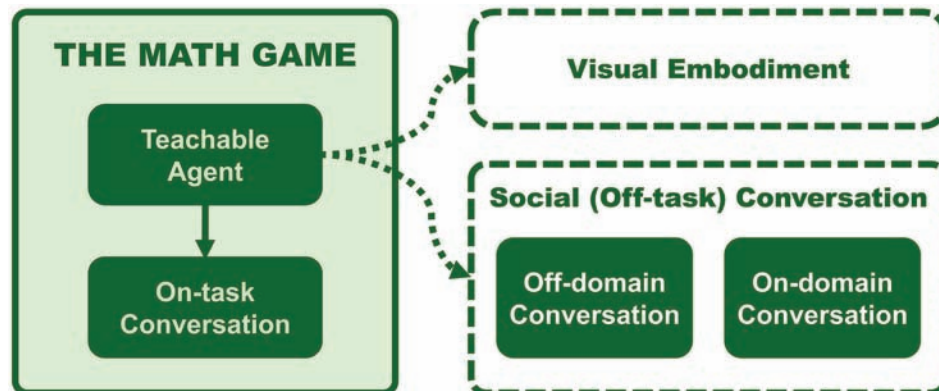 THE MATH GAME
Teachable
Agent
On-task
Conversation
Visual Embodiment
Social (Off-task) Conversation
Off-domain
Conversation
On-domain
Conversation